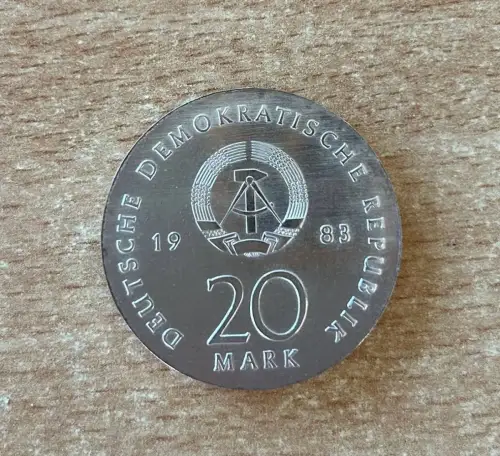 DEUTSCHE DEMOKRATISCHE REPUBLIK
19 83
20
MARK